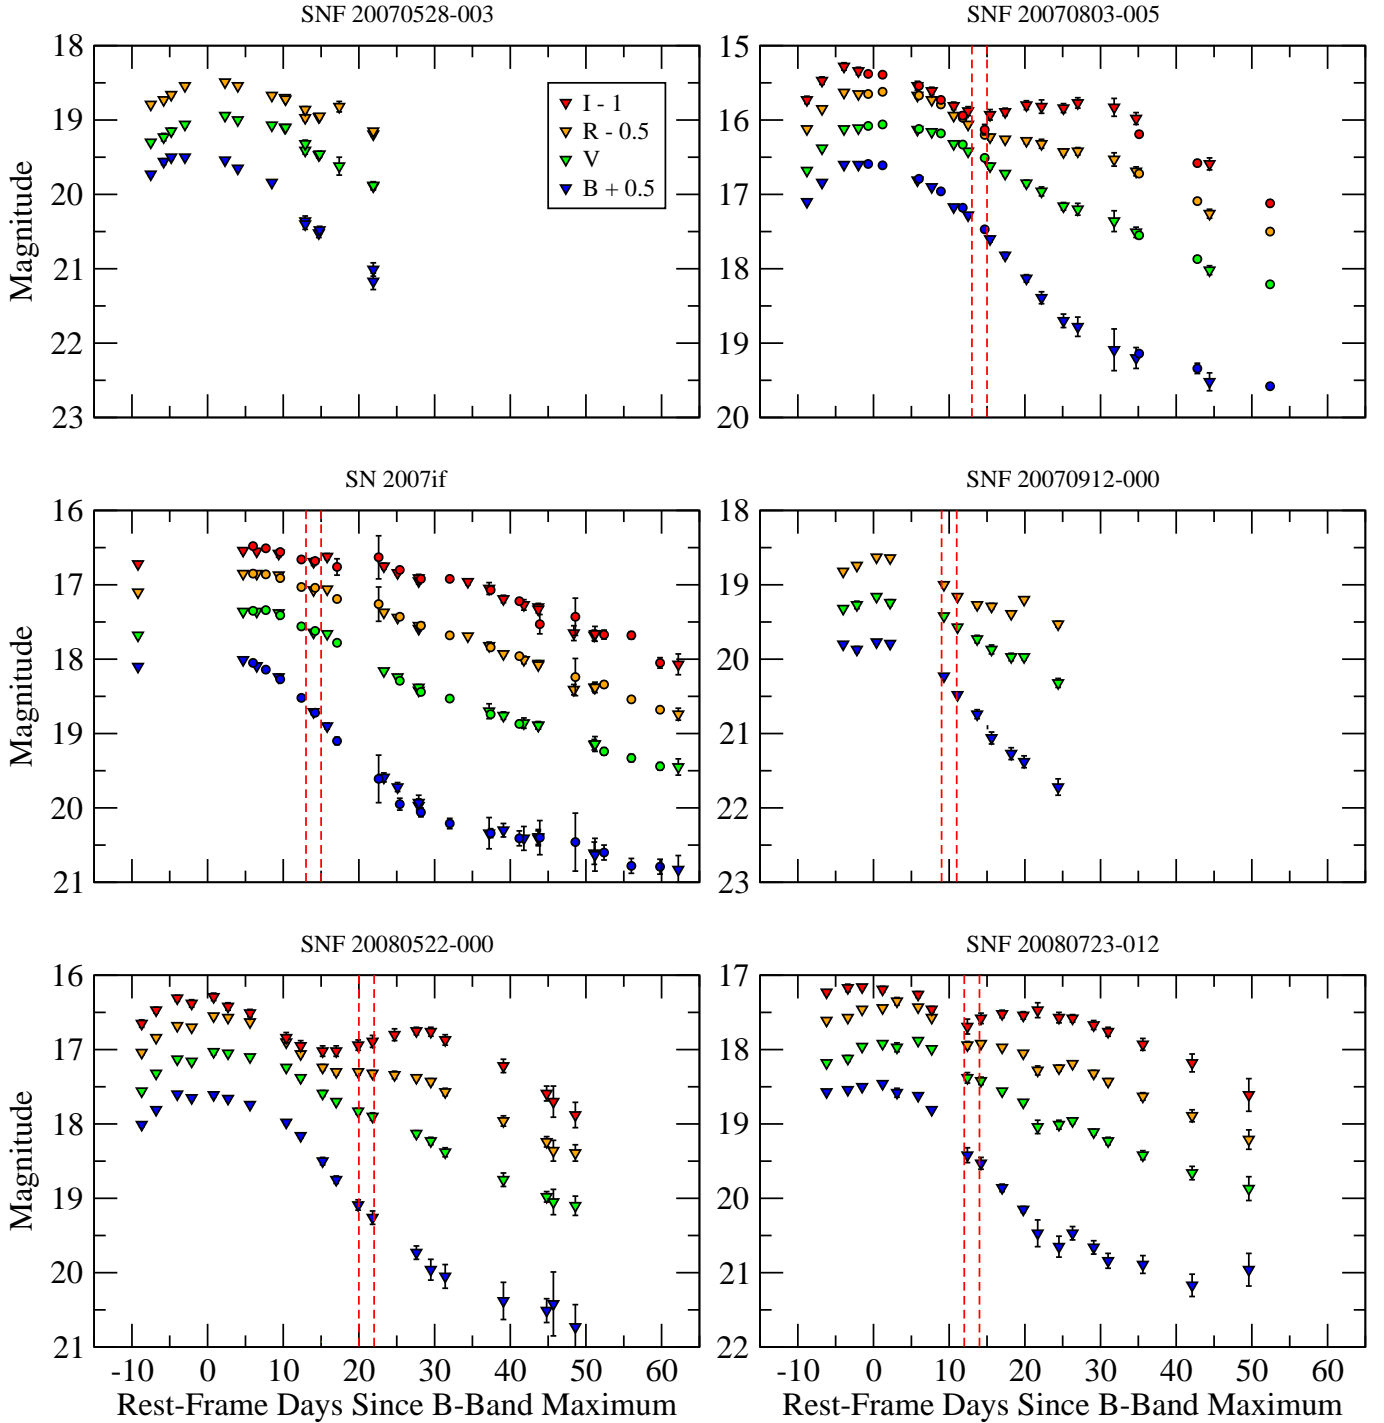 SNF 20070528-003
SNF 20070803-005
18
19
20
21
22
23
Magnitude
I - 1
R - 0.5
V
B + 0.5
15
16
17
18
19
20
SN 2007if
SNF 20070912-000
16
17
18
19
20
21
Magnitude
18
19
20
21
22
23
SNF 20080522-000
SNF 20080723-012
16
17
18
19
20
21
Magnitude
17
18
19
20
21
22
-10 0 10 20 30 40 50 60
-10 0 10 20 30 40 50 60
Rest-Frame Days Since B-Band Maximum
Rest-Frame Days Since B-Band Maximum